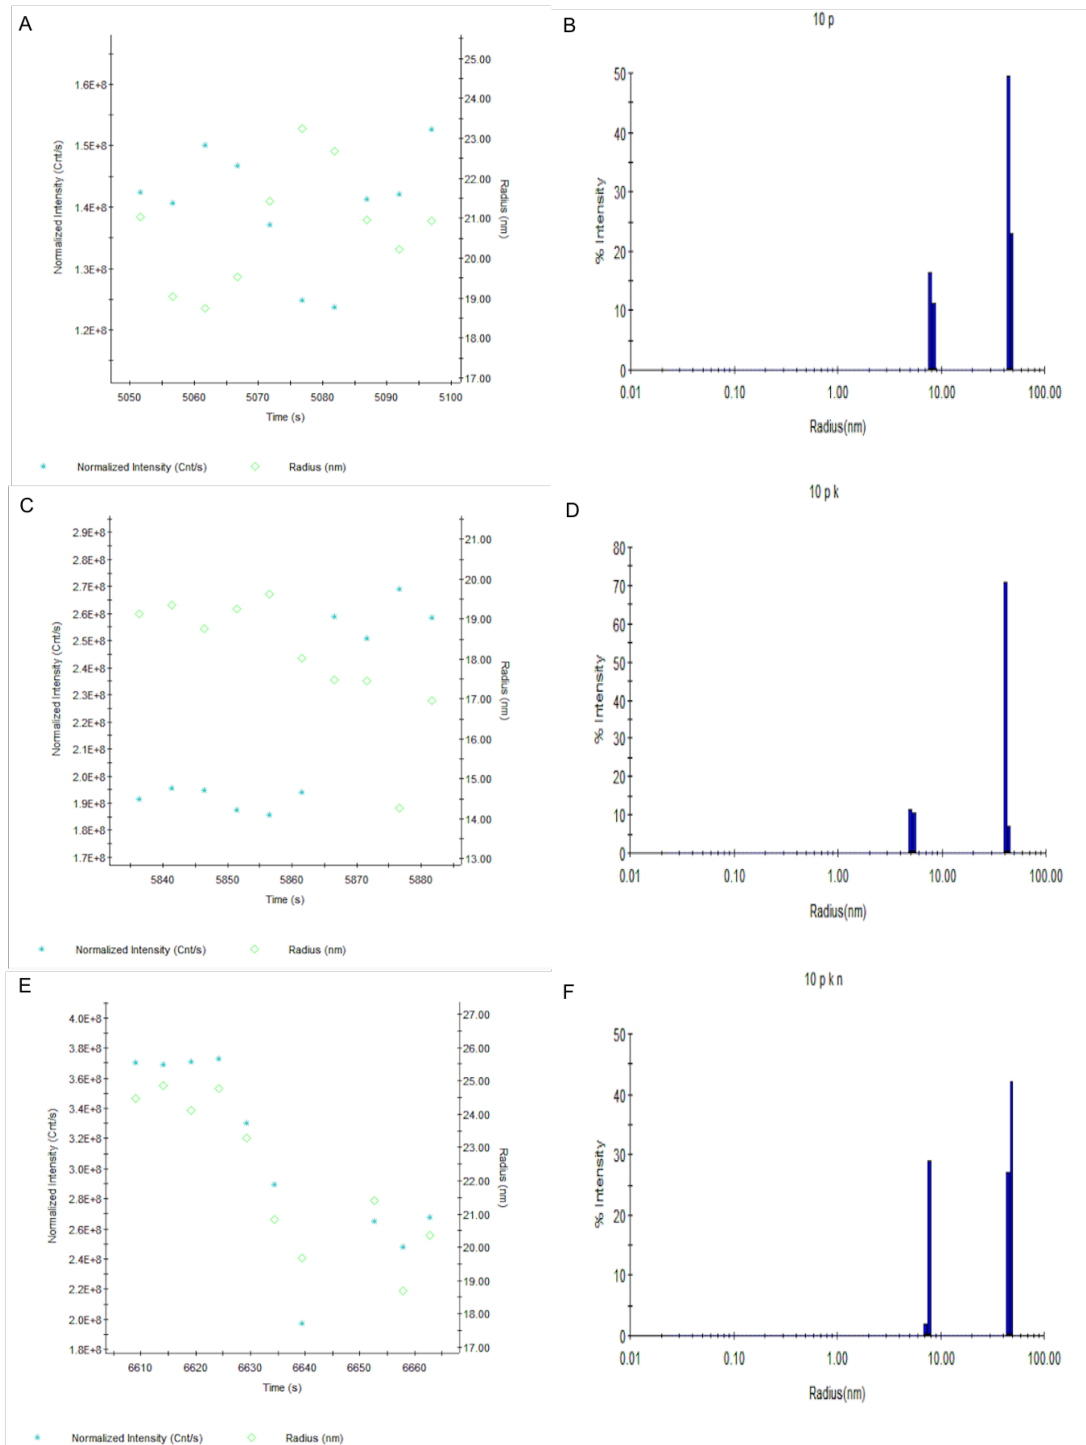 A
1.6E+8
1.5E+8
1.4E+8
1.3E+8
1.2E+8
Normalized Intensity (Cnt/s)
25.00
24.00
23.00
22.00
21.00
20.00
19.00
18.00
17.00
Radius (nm)
5050 5060 5070 5080 5090 5100
Time (s)
Normalized Intensity (Cnt/s) Radius (nm)
B
10 p
50
30
20
10
0
% Intensity
0.01 0.10 1.00 10.00 100.00
Radius(nm)
C
2.9E+8
2.8E+8
2.7E+8
2.6E+8
2.5E+8
2.4E+8
2.3E+8
2.2E+8
2.1E+8
2.0E+8
1.9E+8
1.8E+8
1.7E+8
Normalized Intensity (Cnt/s)
21.00
20.00
19.00
18.00
17.00
16.00
15.00
14.00
13.00
Radius (nm)
5840 5850 5860 5870 5880
Time (s)
Normalized Intensity (Cnt/s) Radius (nm)
D
10 p k
80
70
60
50
40
30
20
10
0
% Intensity
0.01 0.10 1.00 10.00 100.00
Radius(nm)
E
4.0E+8
3.8E+8
3.6E+8
3.4E+8
3.2E+8
3.0E+8
2.8E+8
2.6E+8
2.4E+8
2.2E+8
2.0E+8
1.8E+8
Normalized Intensity (Cnt/s)
27.00
26.00
25.00
24.00
23.00
22.00
21.00
20.00
19.00
18.00
17.00
Radius (nm)
6610 6620 6630 6640 6650 6660
Time (s)
Normalized Intensity (Cnt/s) Radius (nm)
F
10 p k n
50
40
30
20
10
0
% Intensity
0.01 0.10 1.00 10.00 100.00
Radius(nm)